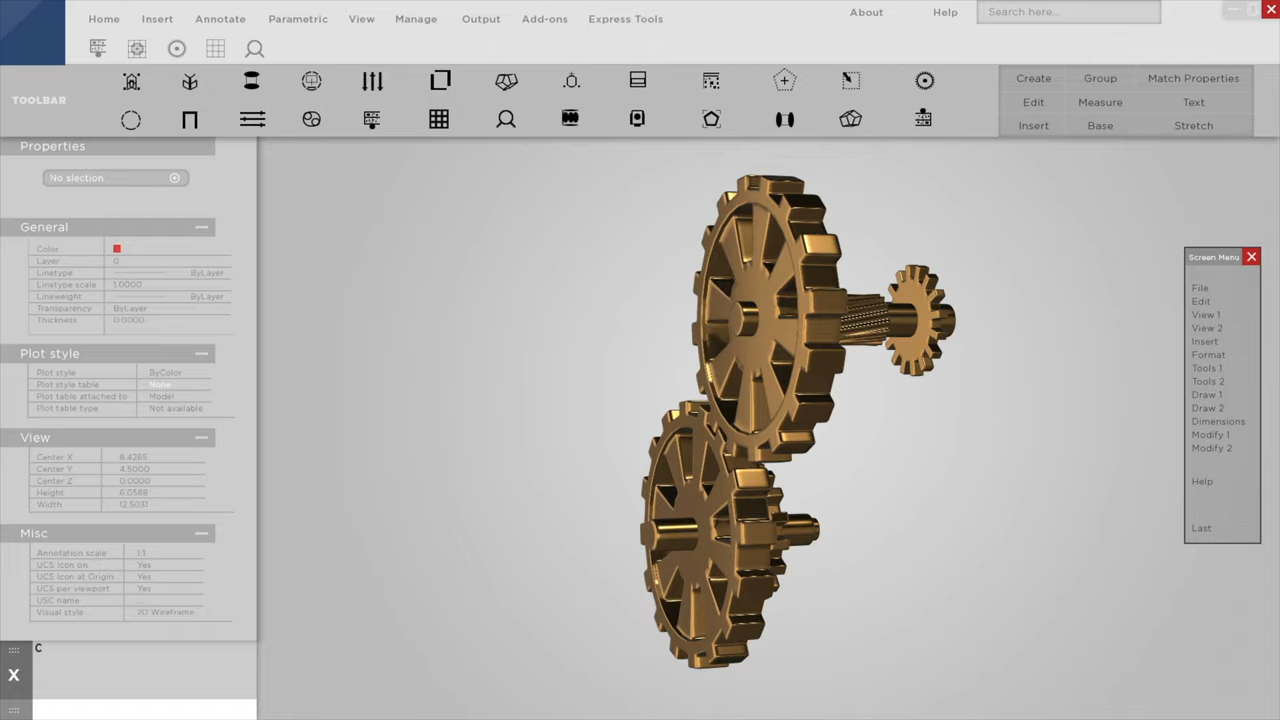 Home Insert Annotate Parametric View Manage Output Add-ons Express Tools About Help Search here...
TOOLBAR
Create Group Match Properties
Edit Measure Text
Insert Base Stretch
Properties
No slection
General
Color
Layer 0
Linetype ByLayer
Linetype scale 1.0000
Lineweight ByLayer
Transparency ByLayer
Thickness 0.0000
Plot style
Plot style ByColor
Plot style table None
Plot table attached to Model
Plot table type Not available
View
Center X 8.4265
Center Y 4.5000
Center Z 0.0000
Height 6.0588
Width 12.5031
Misc
Annotation scale 1:1
UCS Icon on Yes
UCS Icon at Origin Yes
UCS per viewport Yes
USC name ...
Visual style 2D Wireframe
C
X
Screen Menu
File
Edit
View 1
View 2
Insert
Format
Tools 1
Tools 2
Draw 1
Draw 2
Dimensions
Modify 1
Modify 2
Help
Last